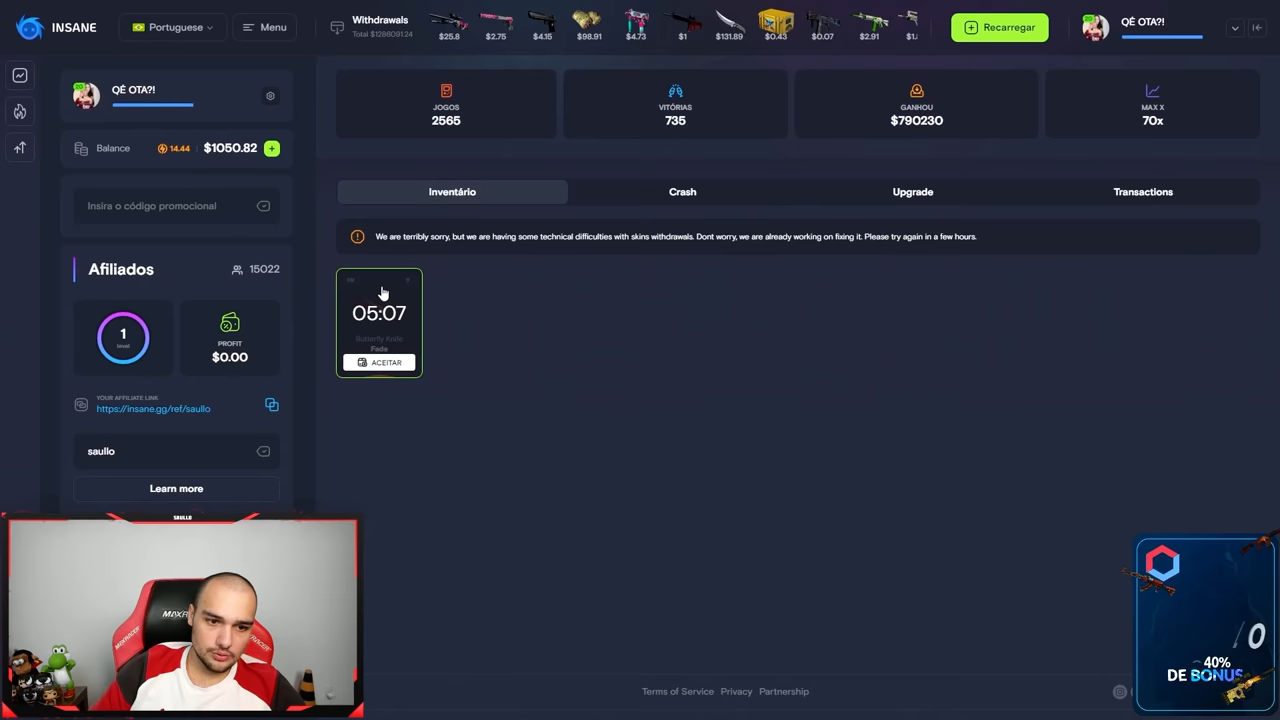 INSANE
Portuguese
Menu
Withdrawals
Total $128609124
$25.8
$2.75
$4.15
$98.91
$4.73
$1
$131.89
$0.43
$0.07
$2.91
Recarregar
QÉ OTA?!
20
QÉ OTA?!
Balance
14.44
$1050.82
Insira o código promocional
Afiliados
15022
1
level
PROFIT
$0.00
YOUR AFFILIATE LINK
https://insane.gg/ref/saullo
saullo
Learn more
JOGOS
2565
VITÓRIAS
735
GANHOU
$790230
MAX X
70x
Inventário
Crash
Upgrade
Transactions
We are terribly sorry, but we are having some technical difficulties with skins withdrawals. Dont worry, we are already working on fixing it. Please try again in a few hours.
05:07
Butterfly Knife
Fade
ACEITAR
SAULLO
MAXRACER
MAXRACER
40%
DE BONUS
Terms of Service
Privacy
Partnership